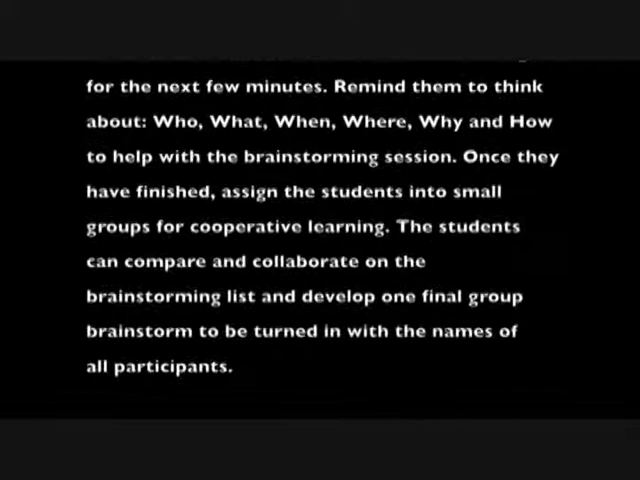 for the next few minutes. Remind them to think
about: Who, What, When, Where, Why and How
to help with the brainstorming session. Once they
have finished, assign the students into small
groups for cooperative learning. The students
can compare and collaborate on the
brainstorming list and develop one final group
brainstorm to be turned in with the names of
all participants.